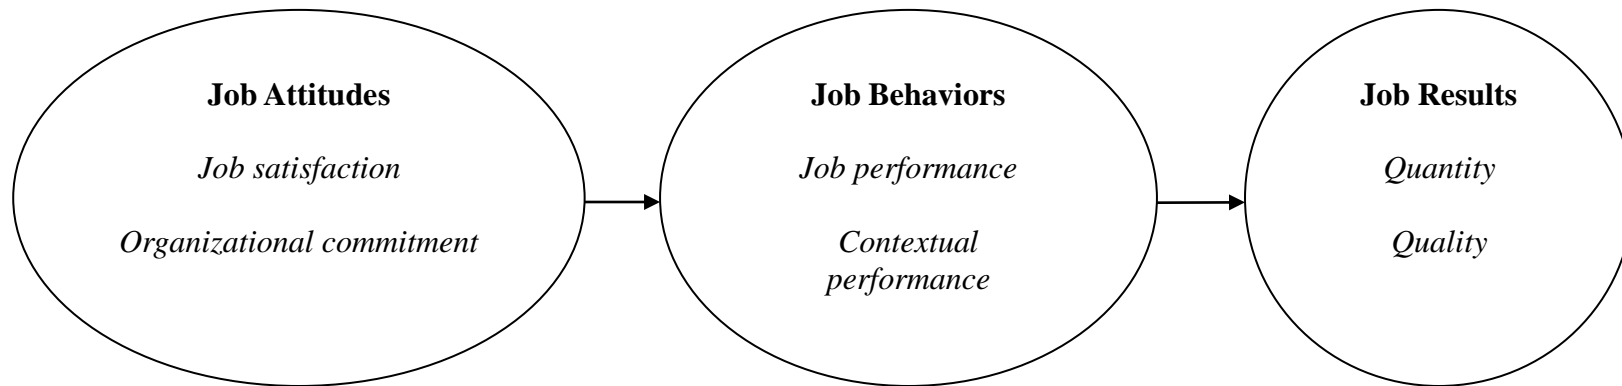 Job Attitudes
Job satisfaction
Organizational commitment
Job Behaviors
Job performance
Contextual
performance
Job Results
Quantity
Quality